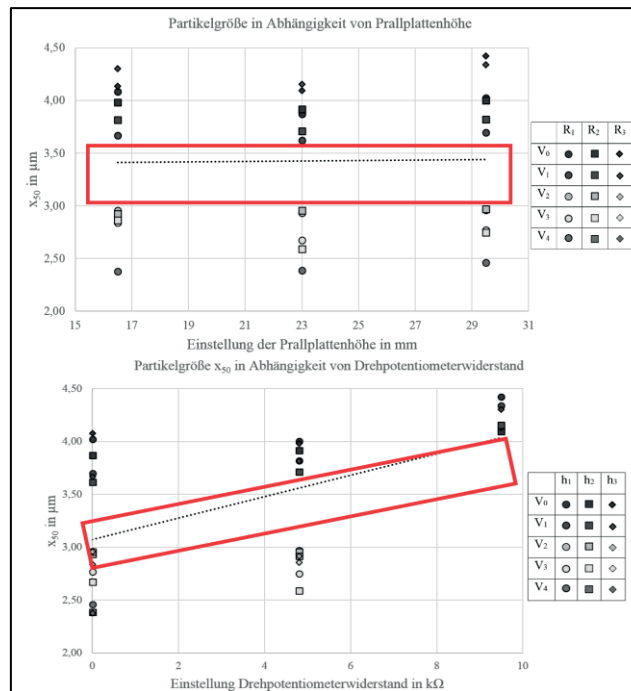 Partikelgröße in Abhängigkeit von Prallplattenhöhe
4,50
4,00
3,50
3,00
2,50
2,00
x50 in µm
15 17 19 21 23 25 27 29 31
Einstellung der Prallplattenhöhe in mm
R1 R2 R3
V0
V1
V2
V3
V4
Partikelgröße x50 in Abhängigkeit von Drehpotentiometerwiderstand
4,50
4,00
3,50
3,00
2,50
2,00
x50 in µm
0 2 4 6 8 10
Einstellung Drehpotentiometerwiderstand in kΩ
h1 h2 h3
V0
V1
V2
V3
V4